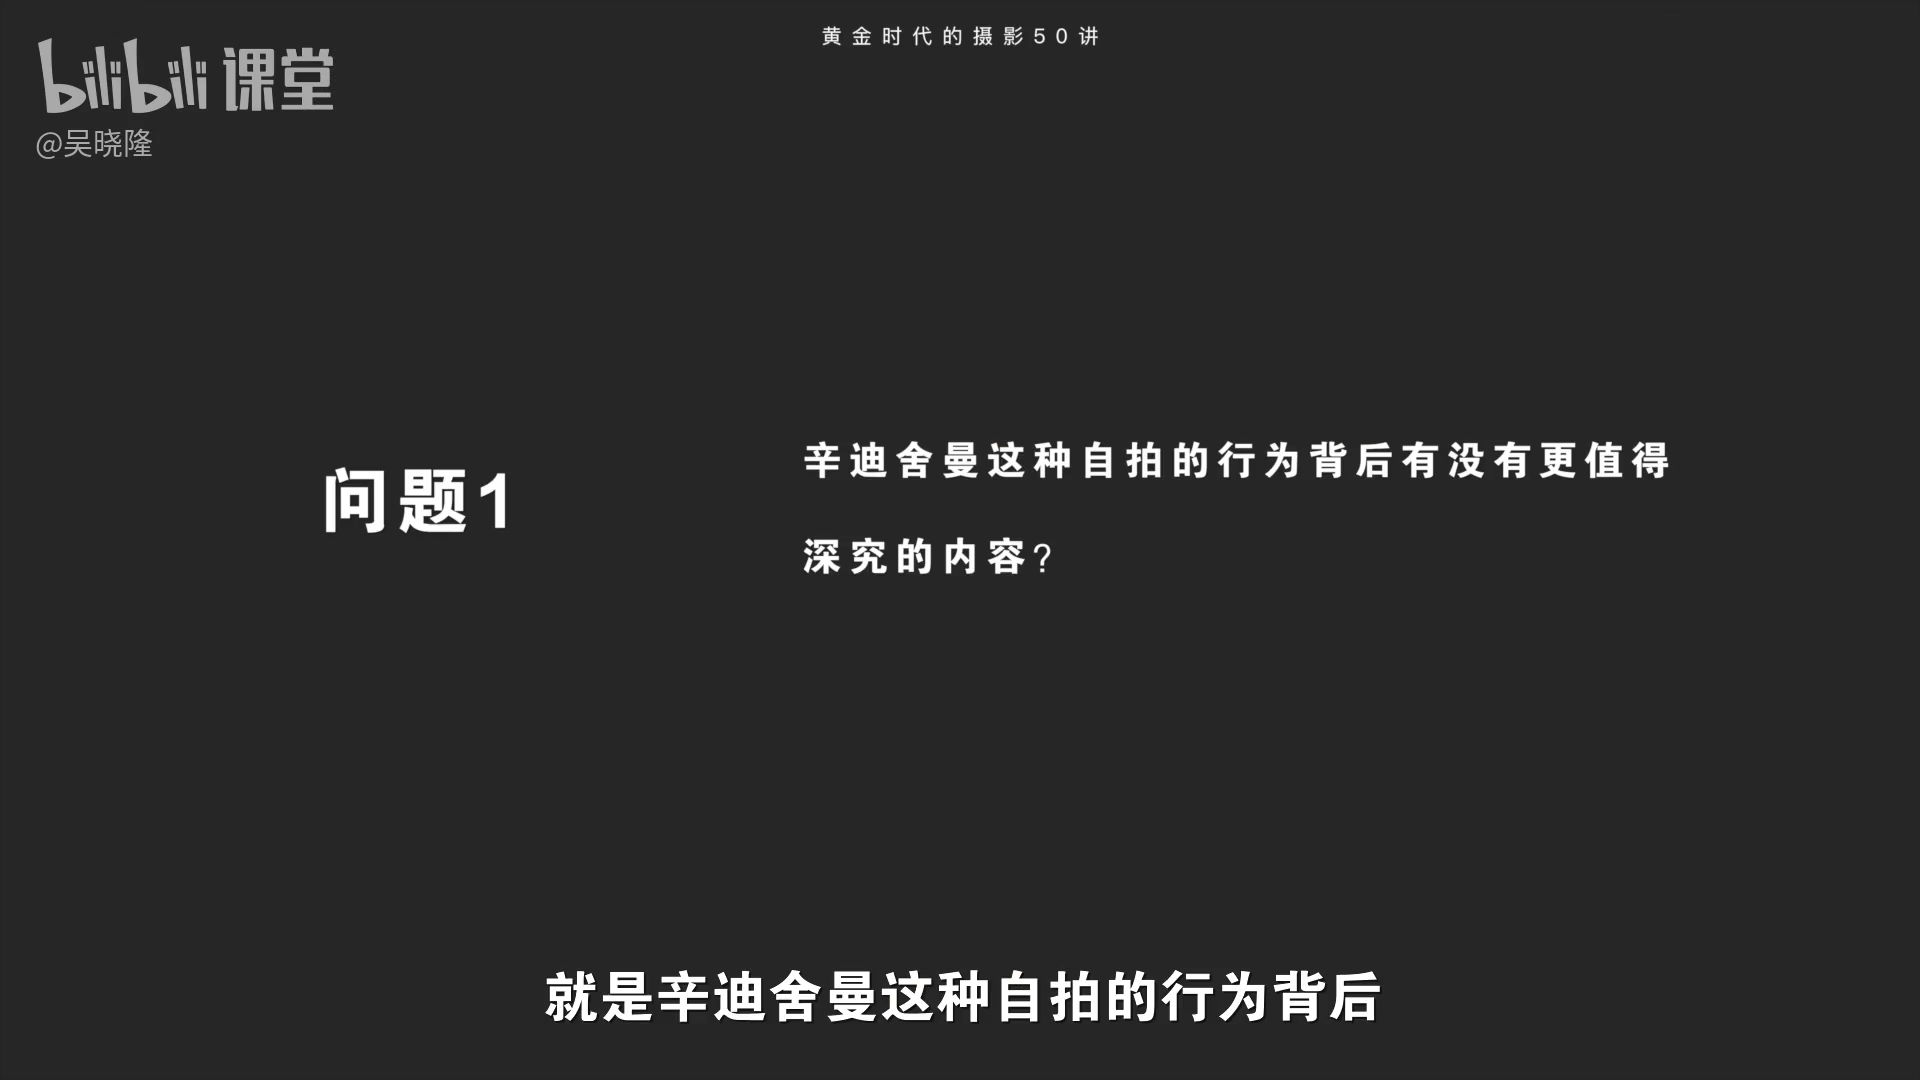 黄金时代的摄影50讲
bilibili课堂
@吴晓隆
问题1
辛迪舍曼这种自拍的行为背后有没有更值得
深究的内容?
就是辛迪舍曼这种自拍的行为背后